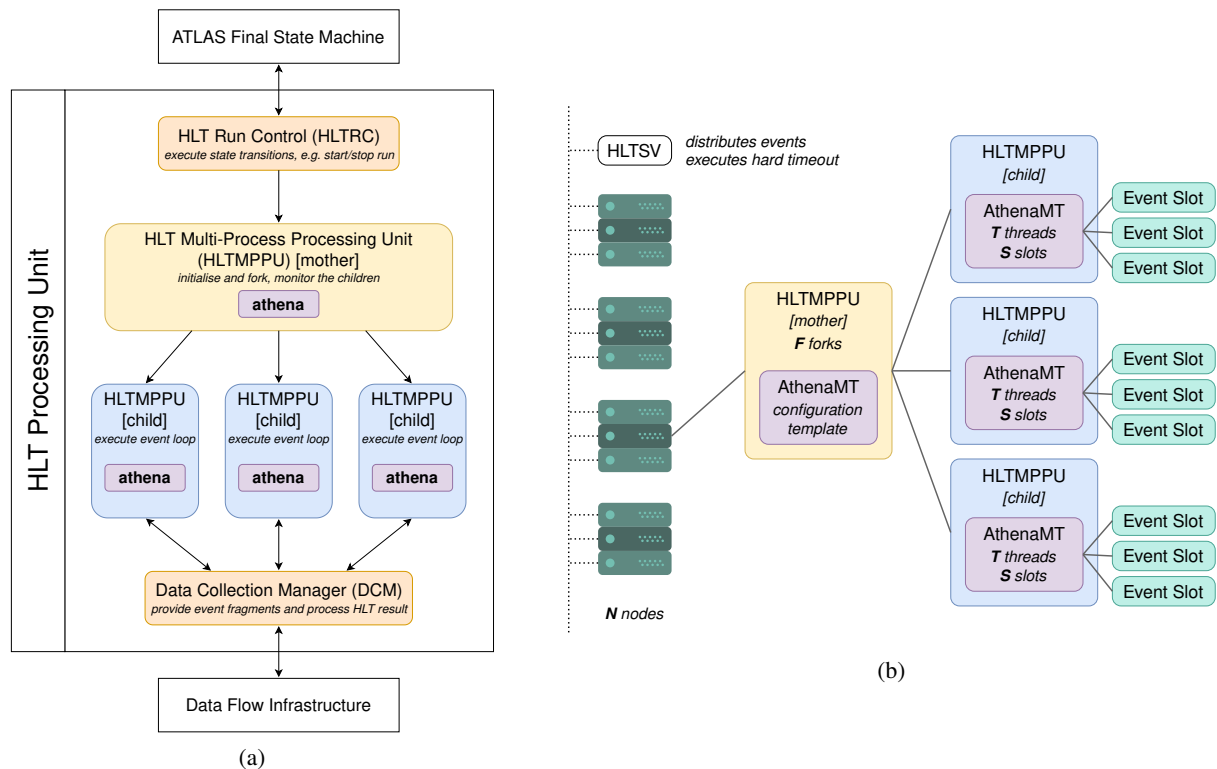 ATLAS Final State Machine
HLT Processing Unit
HLT Run Control (HLTRC)
execute state transitions, e.g. start/stop run
HLT Multi-Process Processing Unit
(HLTMPPU) [mother]
initialise and fork, monitor the children
athena
HLTMPPU
[child]
execute event loop
athena
HLTMPPU
[child]
execute event loop
athena
HLTMPPU
[child]
execute event loop
athena
Data Collection Manager (DCM)
provide event fragments and process HLT result
Data Flow Infrastructure
(a)
HLTSV
distributes events
executes hard timeout
N nodes
HLTMPPU
[mother]
F forks
AthenaMT
configuration
template
HLTMPPU
[child]
AthenaMT
T threads
S slots
Event Slot
Event Slot
Event Slot
HLTMPPU
[child]
AthenaMT
T threads
S slots
Event Slot
Event Slot
Event Slot
HLTMPPU
[child]
AthenaMT
T threads
S slots
Event Slot
Event Slot
Event Slot
(b)